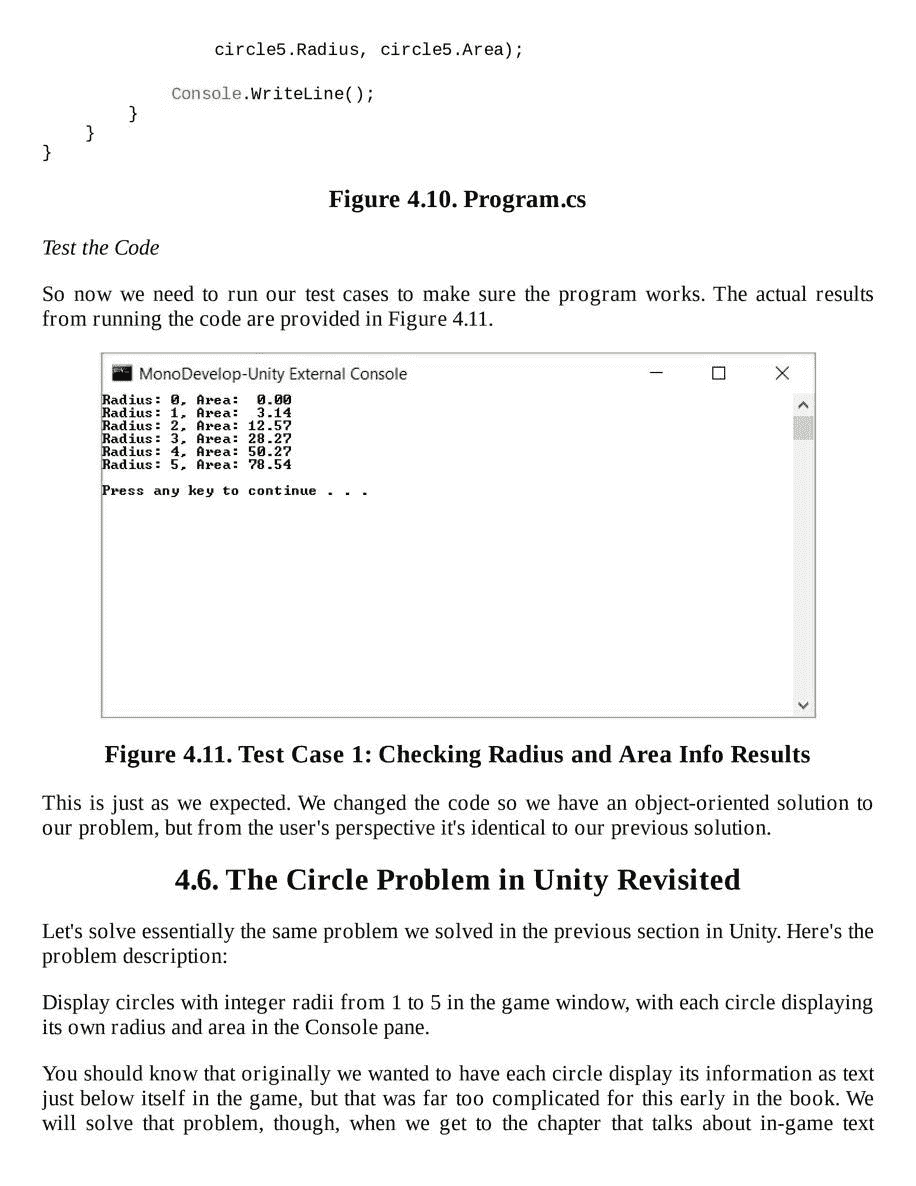 circle5.Radius, circle5.Area);
Console.WriteLine();
}
}
}
Figure 4.10. Program.cs
Test the Code
So now we need to run our test cases to make sure the program works. The actual results
from running the code are provided in Figure 4.11.
MonoDevelop-Unity External Console
Radius: 0, Area:  0.00
Radius: 1, Area:  3.14
Radius: 2, Area: 12.57
Radius: 3, Area: 28.27
Radius: 4, Area: 50.27
Radius: 5, Area: 78.54
Press any key to continue . . .
Figure 4.11. Test Case 1: Checking Radius and Area Info Results
This is just as we expected. We changed the code so we have an object-oriented solution to
our problem, but from the user's perspective it's identical to our previous solution.
4.6. The Circle Problem in Unity Revisited
Let's solve essentially the same problem we solved in the previous section in Unity. Here's the
problem description:
Display circles with integer radii from 1 to 5 in the game window, with each circle displaying
its own radius and area in the Console pane.
You should know that originally we wanted to have each circle display its information as text
just below itself in the game, but that was far too complicated for this early in the book. We
will solve that problem, though, when we get to the chapter that talks about in-game text